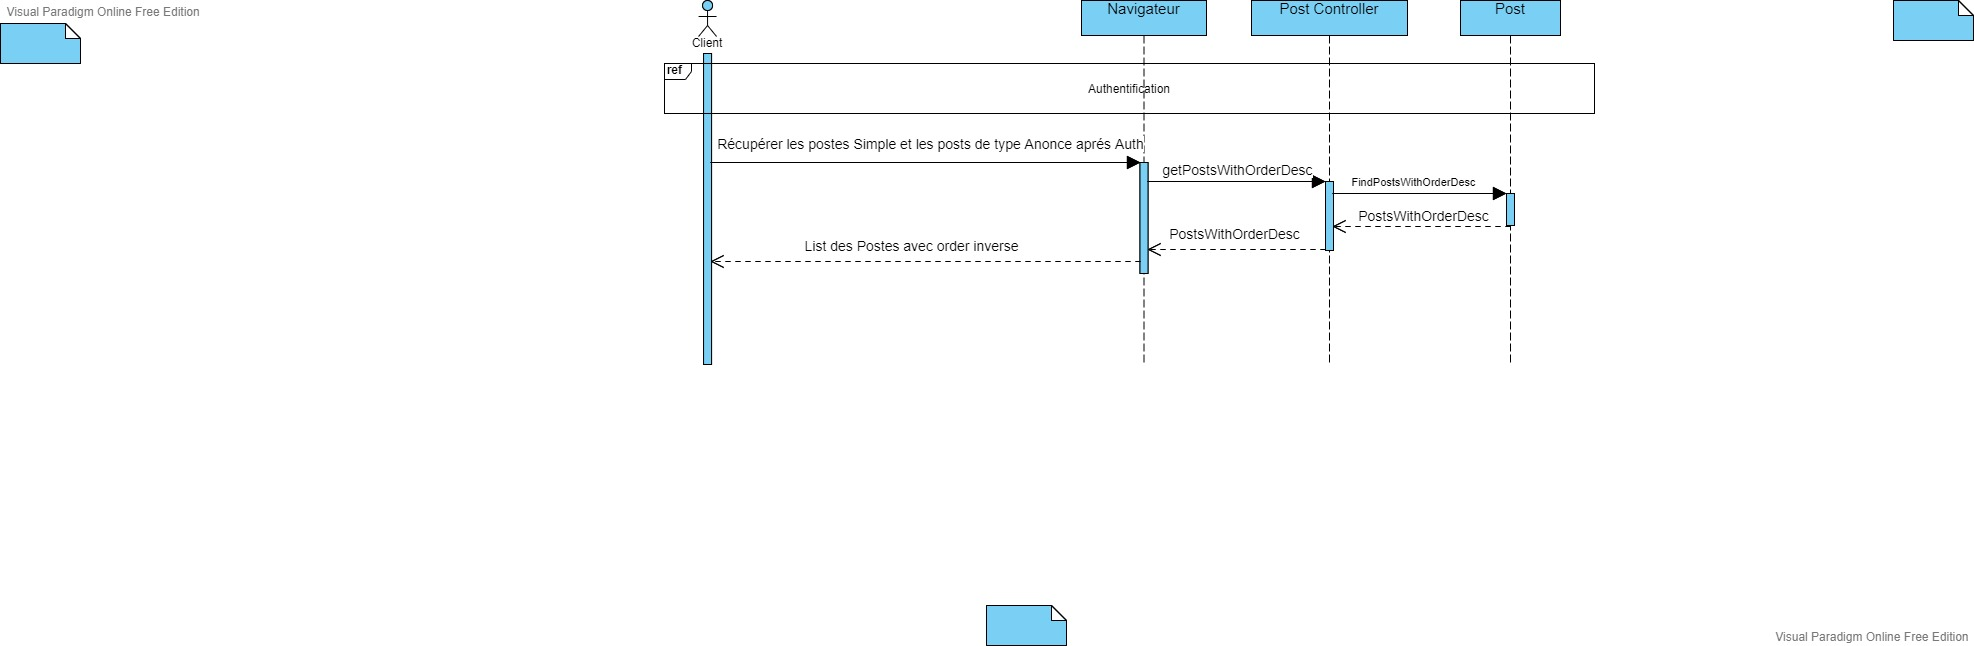 Visual Paradigm Online Free Edition
Client
Navigateur
Post Controller
Post
ref
Authentification
Récupérer les postes Simple et les posts de type Anonce aprés Auth
getPostsWithOrderDesc
FindPostsWithOrderDesc
PostsWithOrderDesc
PostsWithOrderDesc
List des Postes avec order inverse
Visual Paradigm Online Free Edition